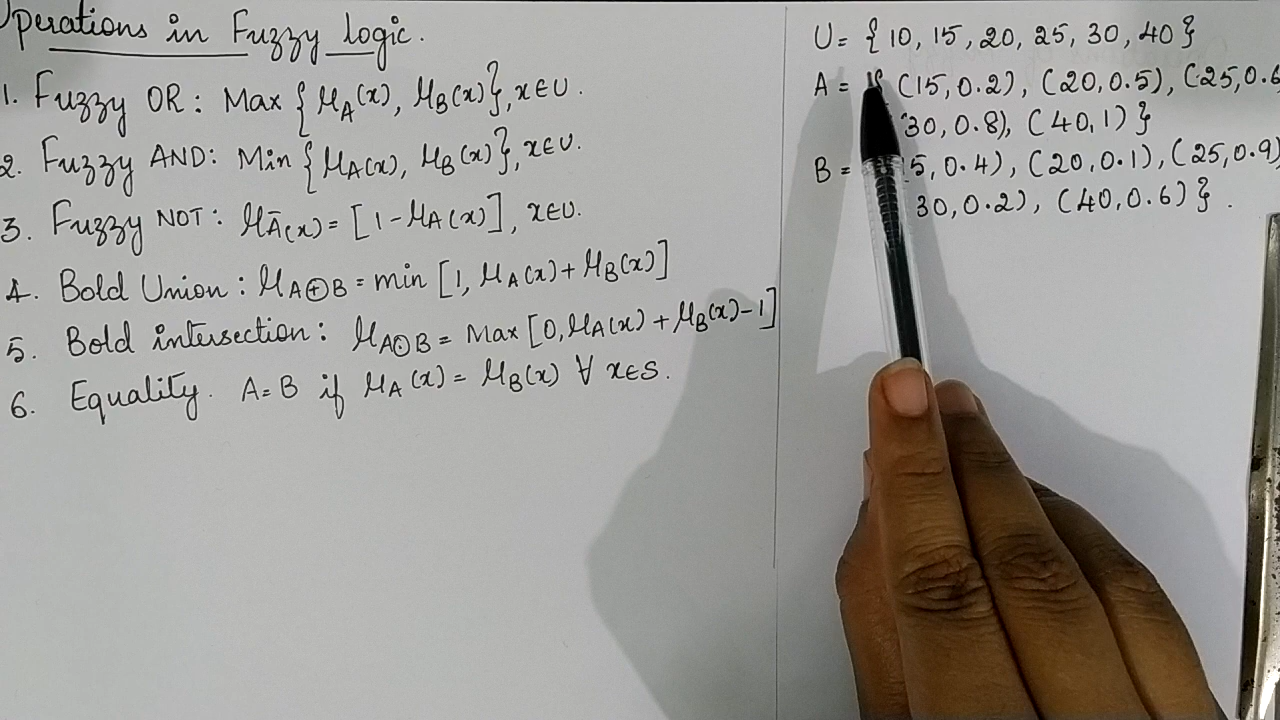 Operations in Fuzzy logic.
1. Fuzzy OR : Max { μA(x), μB(x)}, x∈U.
2. Fuzzy AND: Min {μA(x), μB(x)}, x∈U.
3. Fuzzy NOT : μĀ(x) = [1-μA(x)], x∈U.
4. Bold Union : μA⊕B = min [1, μA(x) + μB(x)]
5. Bold intersection : μA⊙B = Max [0, μA(x) + μB(x)-1]
6. Equality. A=B if μA(x) = μB(x) ∀ x∈S.
U = { 10, 15, 20, 25, 30, 40 }
A = { (15, 0.2), (20, 0.5), (25, 0.6
30, 0.8), (40, 1) }
B = 5, 0.4), (20, 0.1), (25, 0.9)
30, 0.2), (40, 0.6) } .